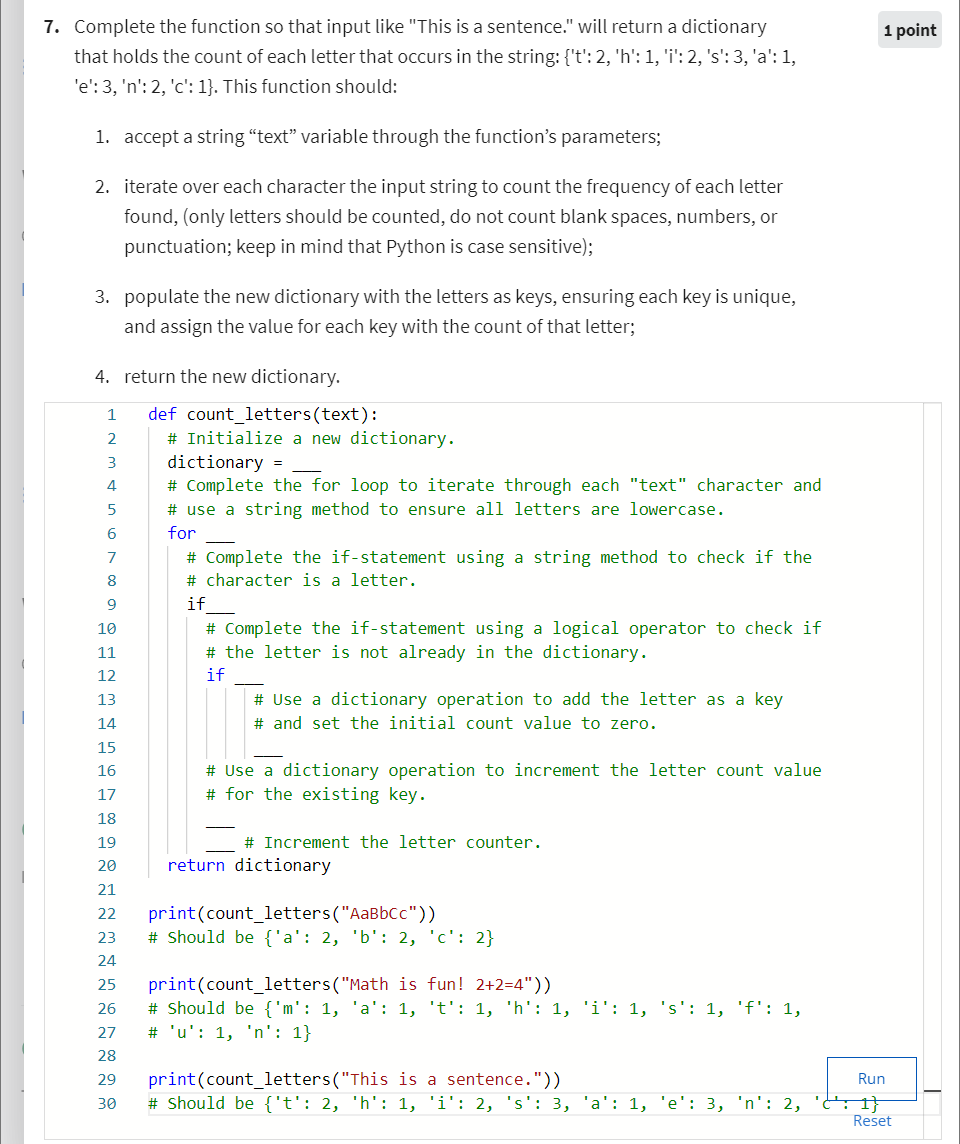 7. Complete the function so that input like "This is a sentence." will return a dictionary
1 point
that holds the count of each letter that occurs in the string: {'t': 2, 'h': 1, 'i': 2, 's': 3, 'a': 1,
'e': 3, 'n': 2, 'c': 1}. This function should:
1. accept a string “text” variable through the function’s parameters;
2. iterate over each character the input string to count the frequency of each letter
found, (only letters should be counted, do not count blank spaces, numbers, or
punctuation; keep in mind that Python is case sensitive);
3. populate the new dictionary with the letters as keys, ensuring each key is unique,
and assign the value for each key with the count of that letter;
4. return the new dictionary.
1 def count_letters(text):
2 # Initialize a new dictionary.
3 dictionary = ___
4 # Complete the for loop to iterate through each "text" character and
5 # use a string method to ensure all letters are lowercase.
6 for ___
7 # Complete the if-statement using a string method to check if the
8 # character is a letter.
9 if___
10 # Complete the if-statement using a logical operator to check if
11 # the letter is not already in the dictionary.
12 if ___
13 # Use a dictionary operation to add the letter as a key
14 # and set the initial count value to zero.
15 ___
16 # Use a dictionary operation to increment the letter count value
17 # for the existing key.
18 ___
19 ___ # Increment the letter counter.
20 return dictionary
21
22 print(count_letters("AaBbCc"))
23 # Should be {'a': 2, 'b': 2, 'c': 2}
24
25 print(count_letters("Math is fun! 2+2=4"))
26 # Should be {'m': 1, 'a': 1, 't': 1, 'h': 1, 'i': 1, 's': 1, 'f': 1,
27 # 'u': 1, 'n': 1}
28
29 print(count_letters("This is a sentence."))
Run
30 # Should be {'t': 2, 'h': 1, 'i': 2, 's': 3, 'a': 1, 'e': 3, 'n': 2, 'c': 1}
Reset